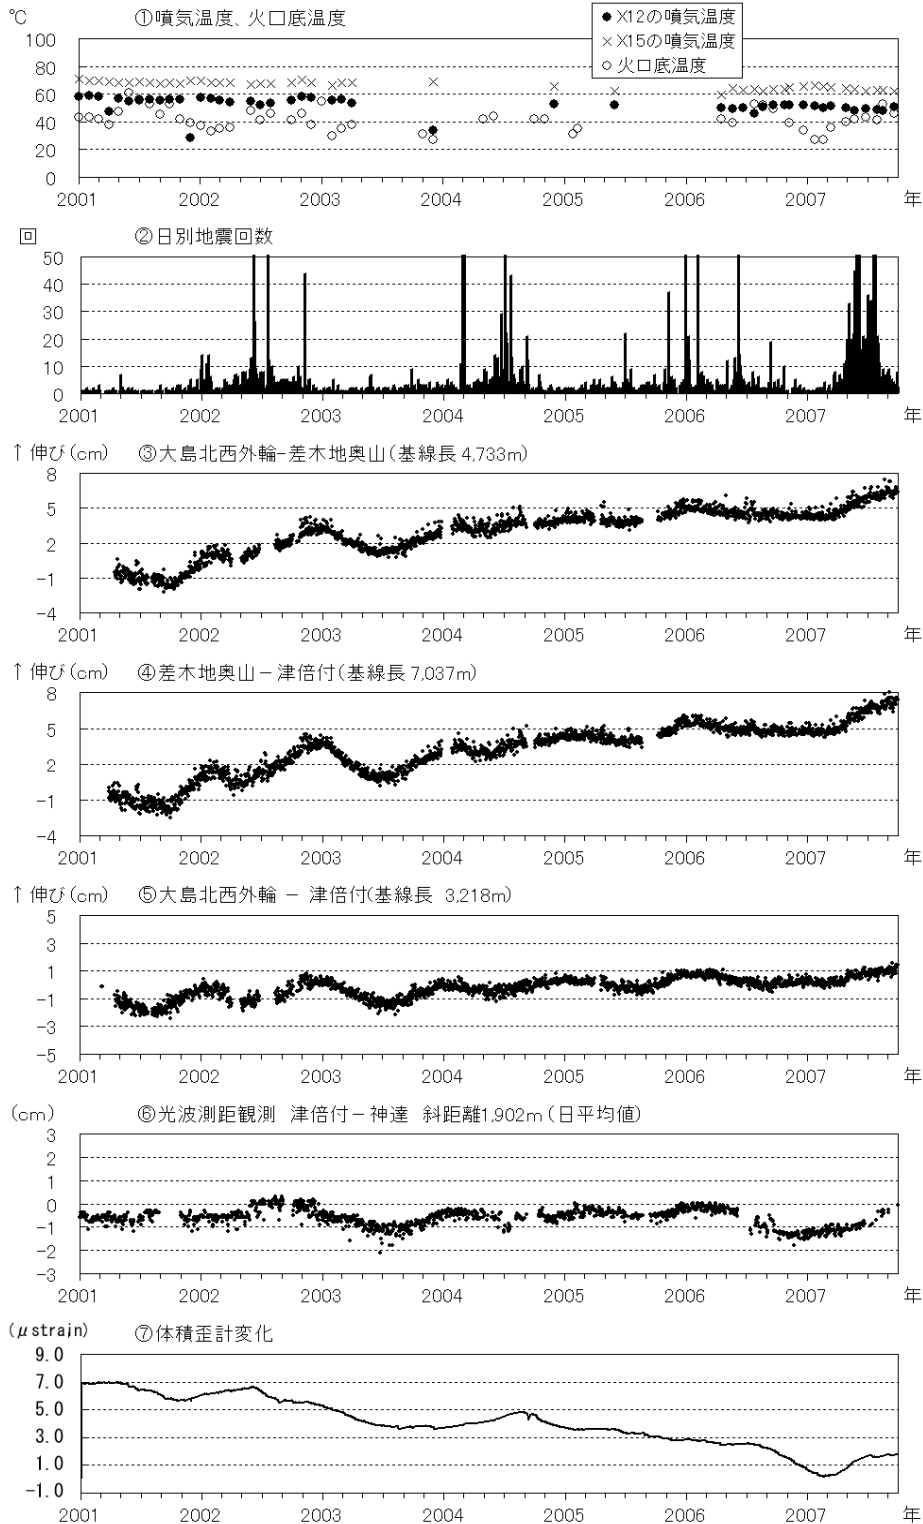 ℃ ①噴気温度、火口底温度
● X12の噴気温度
× X15の噴気温度
○ 火口底温度
100
80
60
40
20
0
2001 2002 2003 2004 2005 2006 2007 年
回 ②日別地震回数
50
40
30
20
10
0
2001 2002 2003 2004 2005 2006 2007 年
↑伸び(cm) ③大島北西外輪-差木地奥山(基線長 4,733m)
8
5
2
-1
-4
2001 2002 2003 2004 2005 2006 2007 年
↑伸び(cm) ④差木地奥山-津倍付(基線長 7,037m)
8
5
2
-1
-4
2001 2002 2003 2004 2005 2006 2007 年
↑伸び(cm) ⑤大島北西外輪 - 津倍付(基線長 3,218m)
5
3
1
-1
-3
-5
2001 2002 2003 2004 2005 2006 2007 年
(cm) ⑥光波測距観測 津倍付-神達 斜距離1,902m(日平均値)
3
2
1
0
-1
-2
-3
2001 2002 2003 2004 2005 2006 2007 年
(μstrain) ⑦体積歪計変化
9.0
7.0
5.0
3.0
1.0
-1.0
2001 2002 2003 2004 2005 2006 2007 年